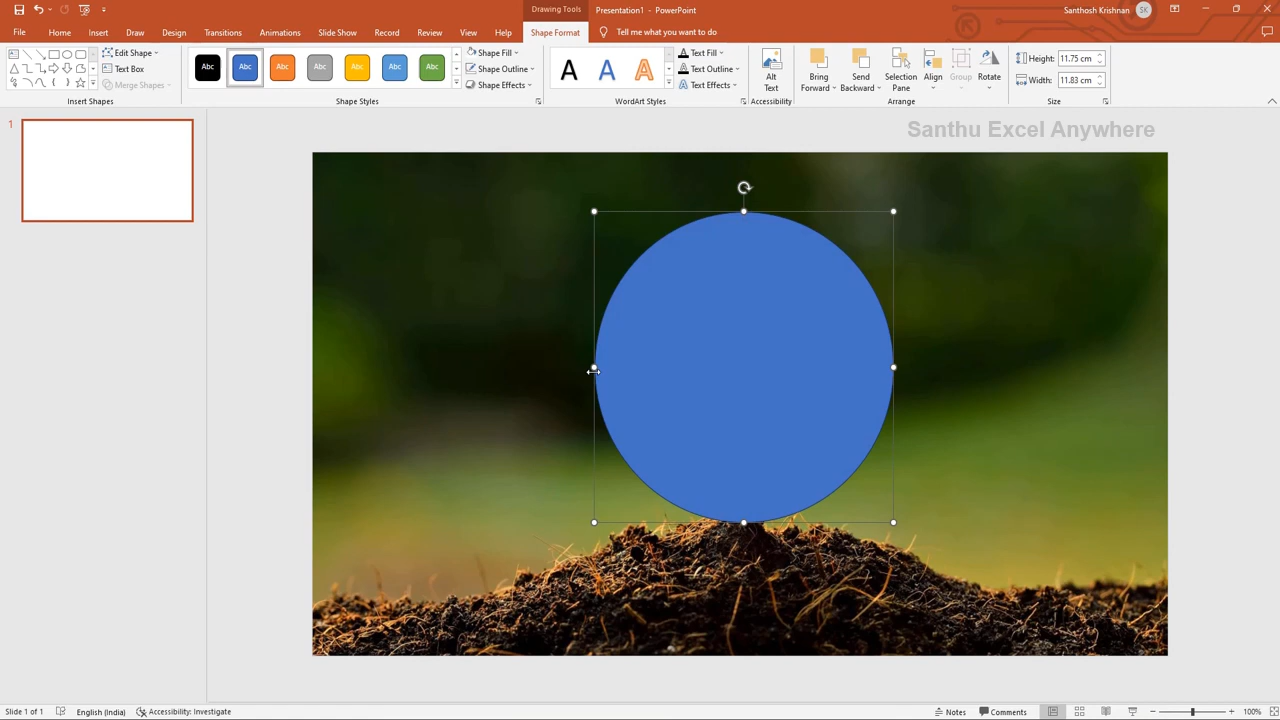 Drawing Tools
Presentation1 - PowerPoint
Santhosh Krishnan
SK
File
Home
Insert
Draw
Design
Transitions
Animations
Slide Show
Record
Review
View
Help
Shape Format
Tell me what you want to do
Edit Shape
Text Box
Merge Shapes
Insert Shapes
Abc
Abc
Abc
Abc
Abc
Abc
Abc
Shape Fill
Shape Outline
Shape Effects
Shape Styles
A
A
A
Text Fill
Text Outline
Text Effects
WordArt Styles
Alt Text
Accessibility
Bring Forward
Send Backward
Selection Pane
Align
Group
Rotate
Arrange
Height: 11.75 cm
Width: 11.83 cm
Size
1
Santhu Excel Anywhere
Slide 1 of 1
English (India)
Accessibility: Investigate
Notes
Comments
100%